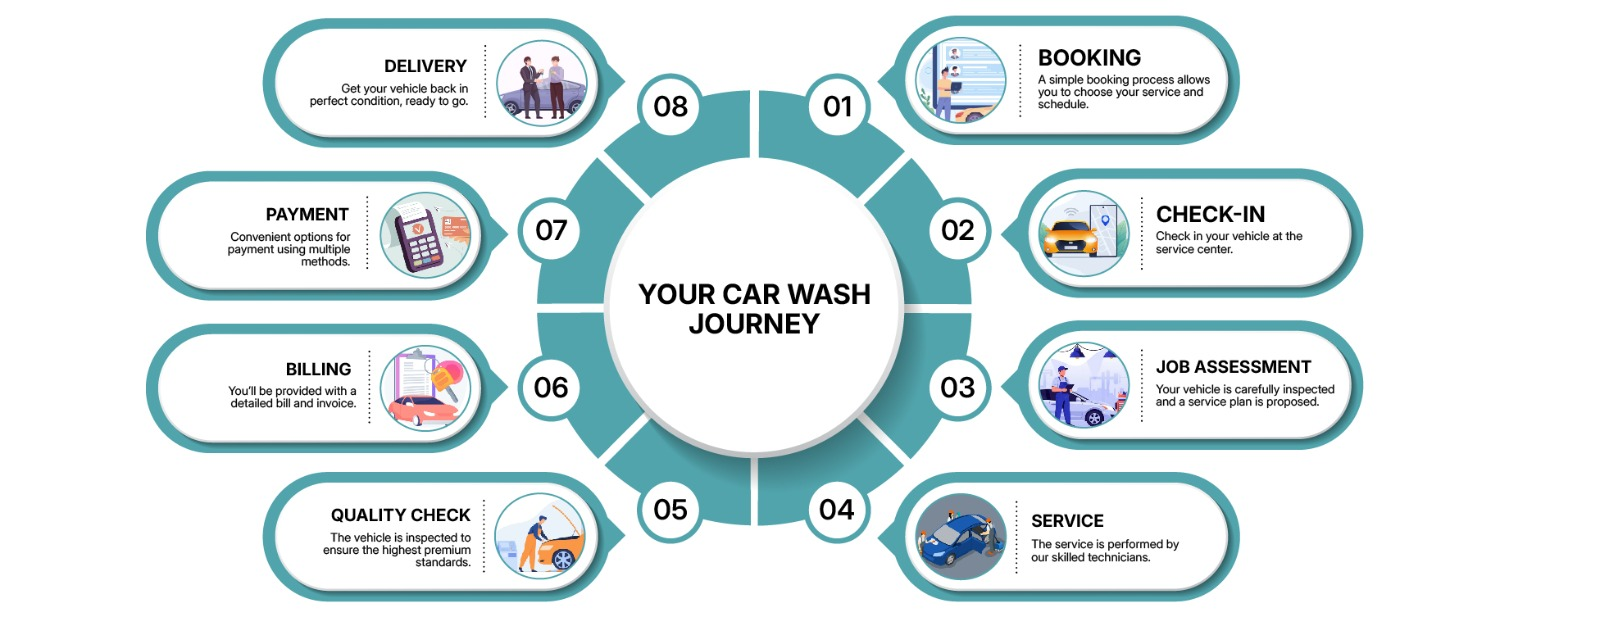 YOUR CAR WASH
JOURNEY
01
BOOKING
A simple booking process allows
you to choose your service and
schedule.
02
CHECK-IN
Check in your vehicle at the
service center.
03
JOB ASSESSMENT
Your vehicle is carefully inspected
and a service plan is proposed.
04
SERVICE
The service is performed by
our skilled technicians.
05
QUALITY CHECK
The vehicle is inspected to
ensure the highest premium
standards.
06
BILLING
You'll be provided with a
detailed bill and invoice.
07
PAYMENT
Convenient options for
payment using multiple
methods.
08
DELIVERY
Get your vehicle back in
perfect condition, ready to go.